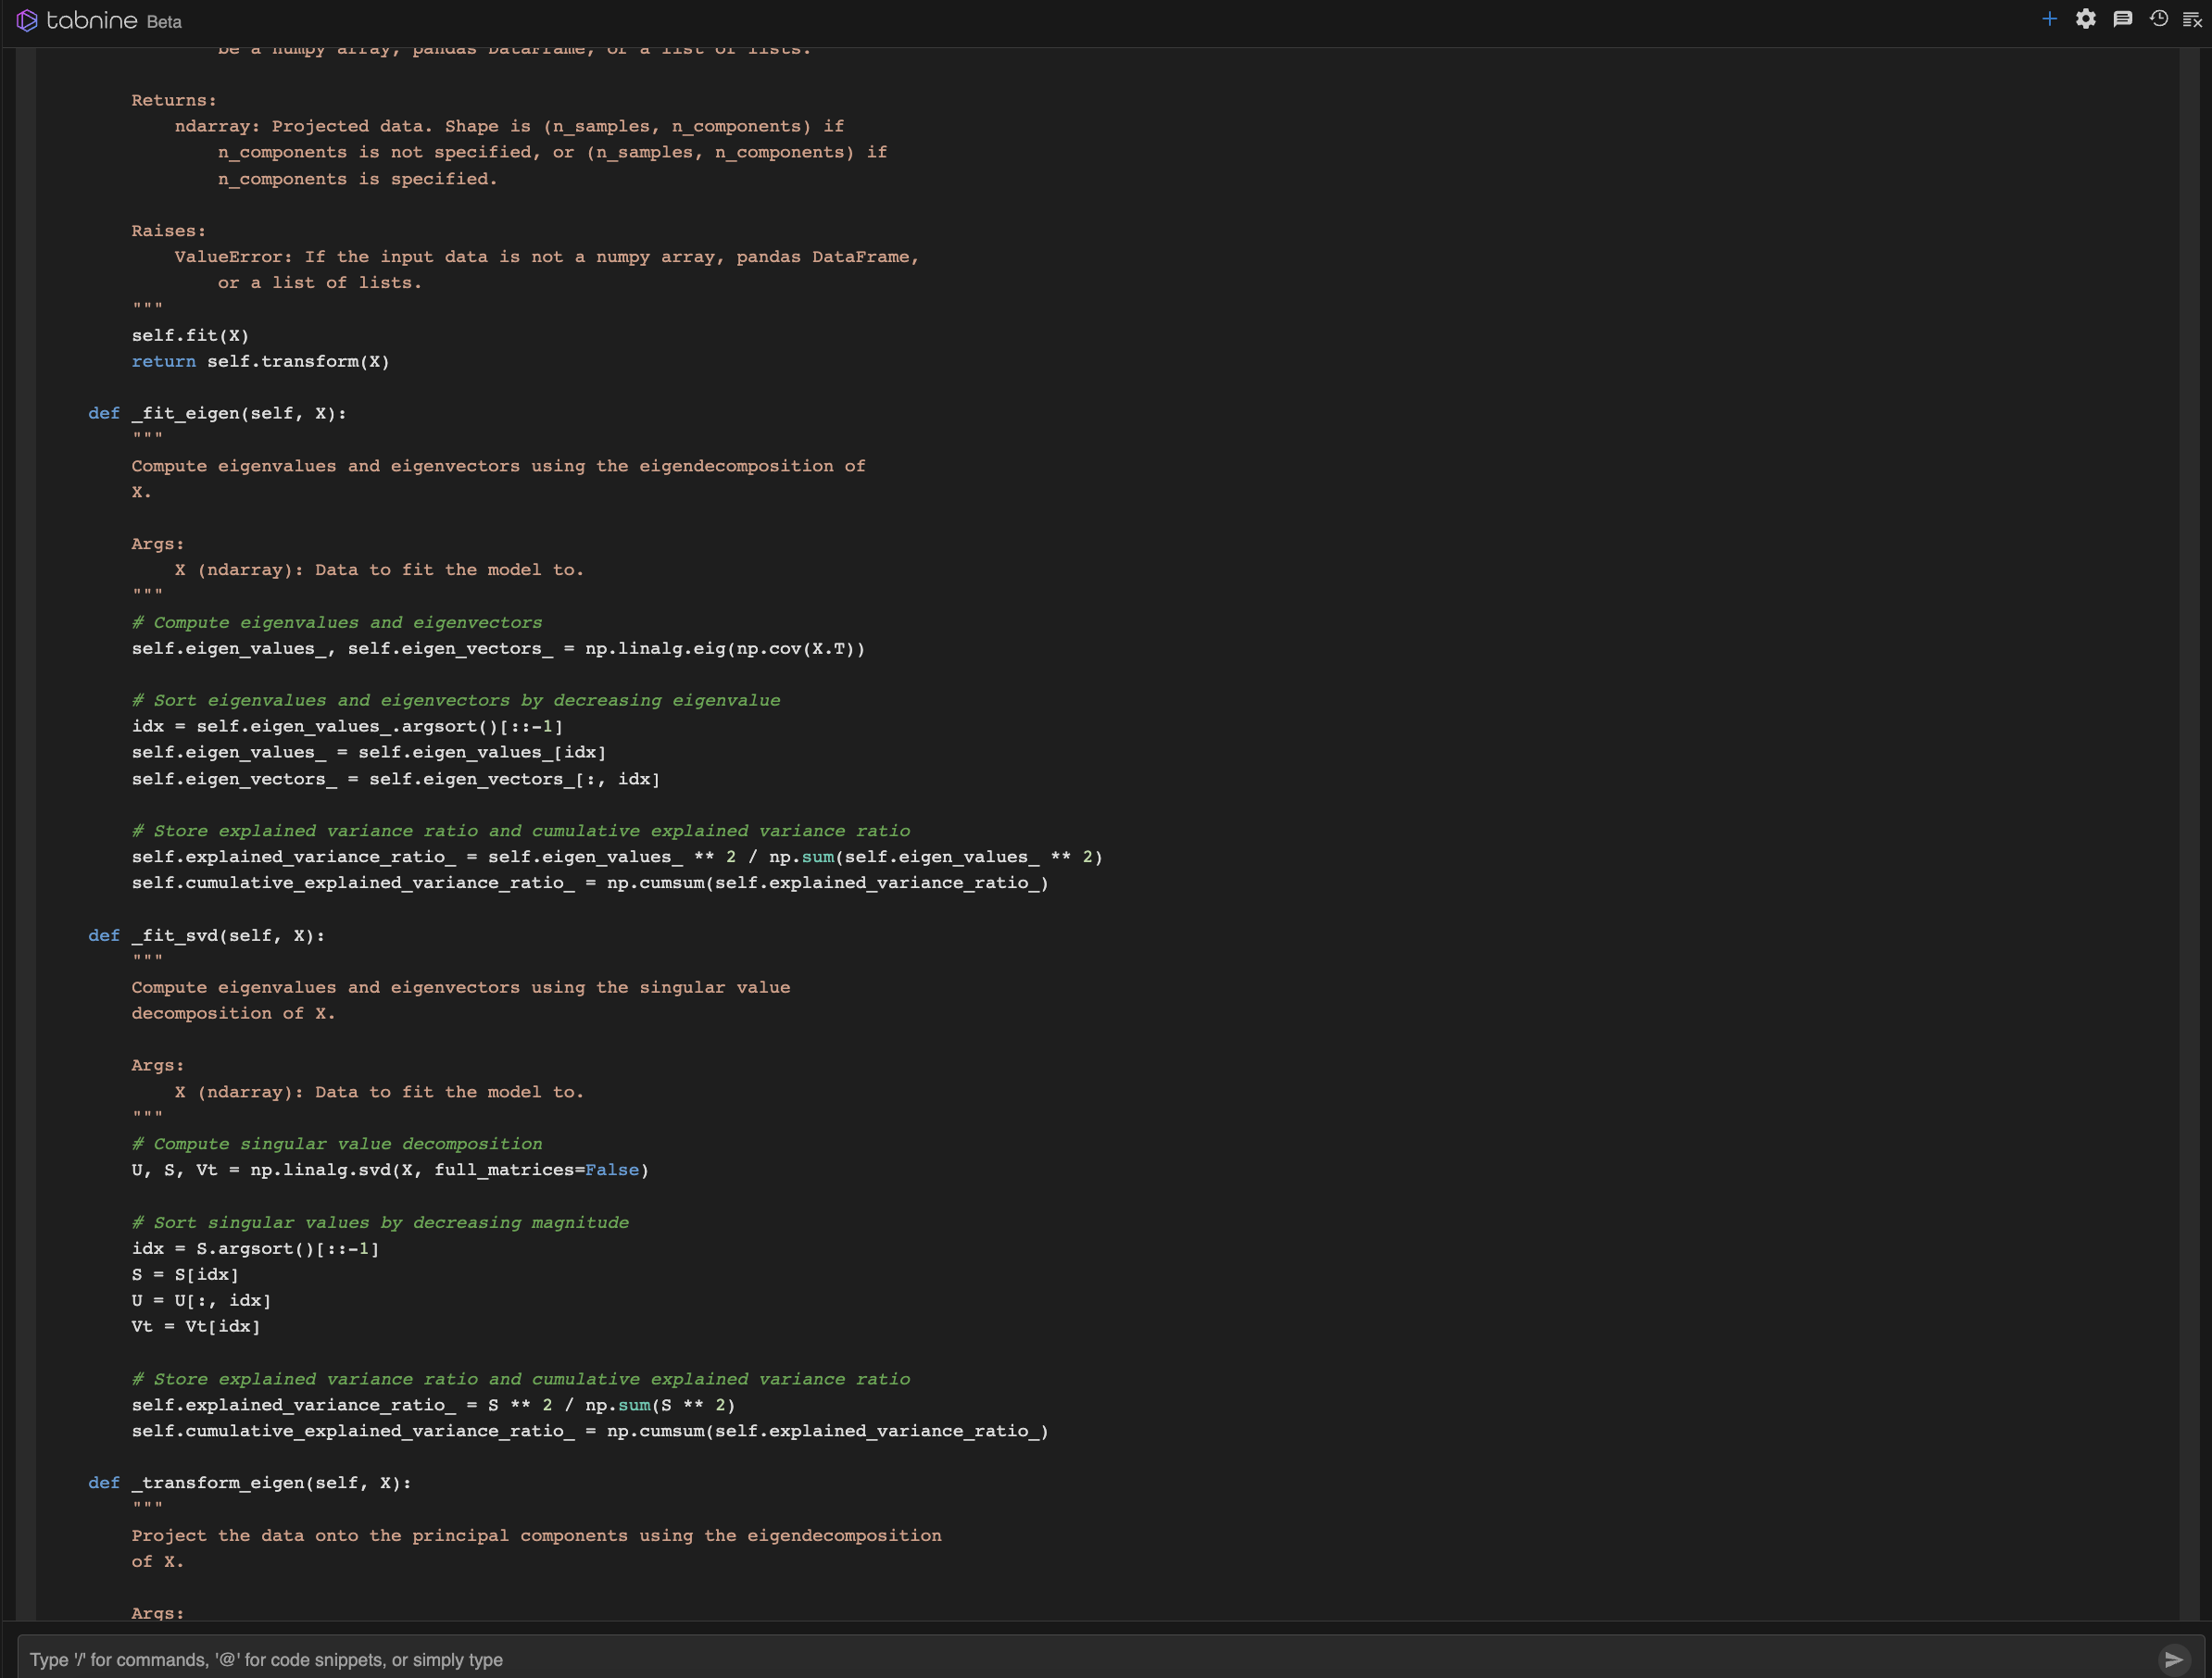 tabnine Beta
be a numpy array, pandas DataFrame, or a list of lists.
Returns:
ndarray: Projected data. Shape is (n_samples, n_components) if
n_components is not specified, or (n_samples, n_components) if
n_components is specified.
Raises:
ValueError: If the input data is not a numpy array, pandas DataFrame,
or a list of lists.
"""
self.fit(X)
return self.transform(X)
def _fit_eigen(self, X):
"""
Compute eigenvalues and eigenvectors using the eigendecomposition of
X.
Args:
X (ndarray): Data to fit the model to.
"""
# Compute eigenvalues and eigenvectors
self.eigen_values_, self.eigen_vectors_ = np.linalg.eig(np.cov(X.T))
# Sort eigenvalues and eigenvectors by decreasing eigenvalue
idx = self.eigen_values_.argsort()[::-1]
self.eigen_values_ = self.eigen_values_[idx]
self.eigen_vectors_ = self.eigen_vectors_[:, idx]
# Store explained variance ratio and cumulative explained variance ratio
self.explained_variance_ratio_ = self.eigen_values_ ** 2 / np.sum(self.eigen_values_ ** 2)
self.cumulative_explained_variance_ratio_ = np.cumsum(self.explained_variance_ratio_)
def _fit_svd(self, X):
"""
Compute eigenvalues and eigenvectors using the singular value
decomposition of X.
Args:
X (ndarray): Data to fit the model to.
"""
# Compute singular value decomposition
U, S, Vt = np.linalg.svd(X, full_matrices=False)
# Sort singular values by decreasing magnitude
idx = S.argsort()[::-1]
S = S[idx]
U = U[:, idx]
Vt = Vt[idx]
# Store explained variance ratio and cumulative explained variance ratio
self.explained_variance_ratio_ = S ** 2 / np.sum(S ** 2)
self.cumulative_explained_variance_ratio_ = np.cumsum(self.explained_variance_ratio_)
def _transform_eigen(self, X):
"""
Project the data onto the principal components using the eigendecomposition
of X.
Args:
Type '/' for commands, '@' for code snippets, or simply type